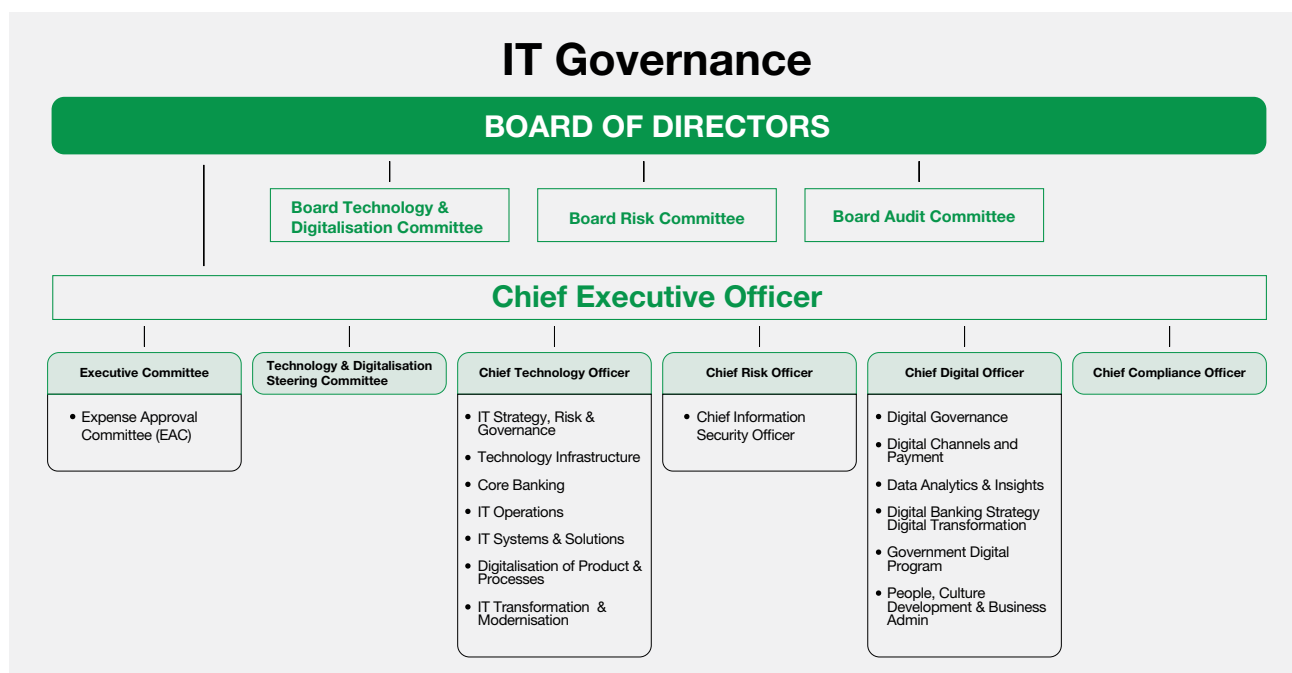 IT Governance
BOARD OF DIRECTORS
Board Technology &
Digitalisation Committee
Board Risk Committee
Board Audit Committee
Chief Executive Officer
Executive Committee
• Expense Approval
Committee (EAC)
Technology & Digitalisation
Steering Committee
Chief Technology Officer
• IT Strategy, Risk &
Governance
• Technology Infrastructure
• Core Banking
• IT Operations
• IT Systems & Solutions
• Digitalisation of Product &
Processes
• IT Transformation &
Modernisation
Chief Risk Officer
• Chief Information
Security Officer
Chief Digital Officer
• Digital Governance
• Digital Channels and
Payment
• Data Analytics & Insights
• Digital Banking Strategy
Digital Transformation
• Government Digital
Program
• People, Culture
Development & Business
Admin
Chief Compliance Officer